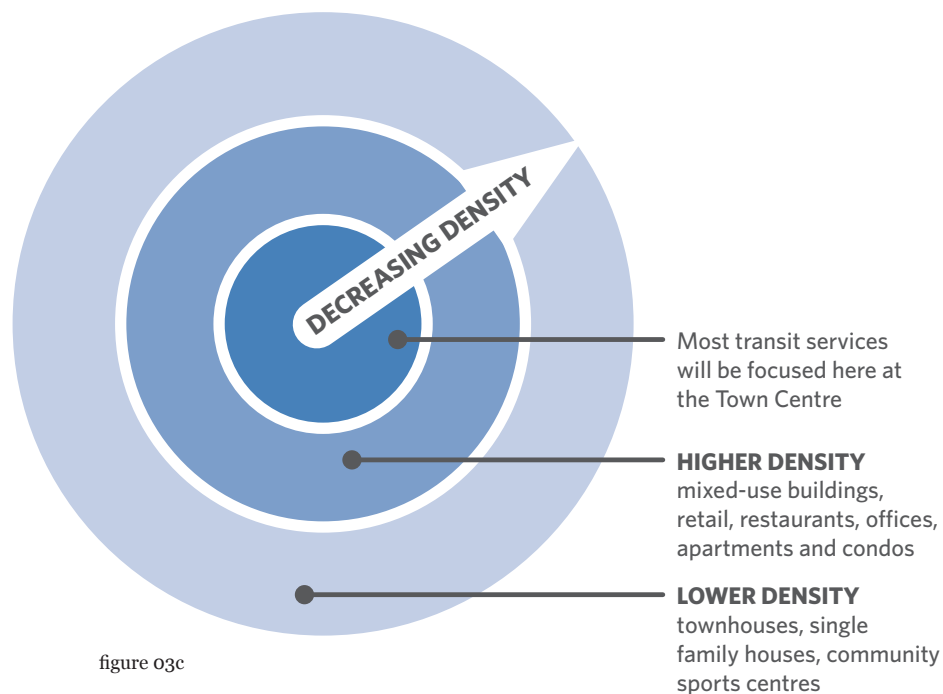 DECREASING DENSITY
Most transit services
will be focused here at
the Town Centre
HIGHER DENSITY
mixed-use buildings,
retail, restaurants, offices,
apartments and condos
LOWER DENSITY
townhouses, single
family houses, community
sports centres
figure 03c